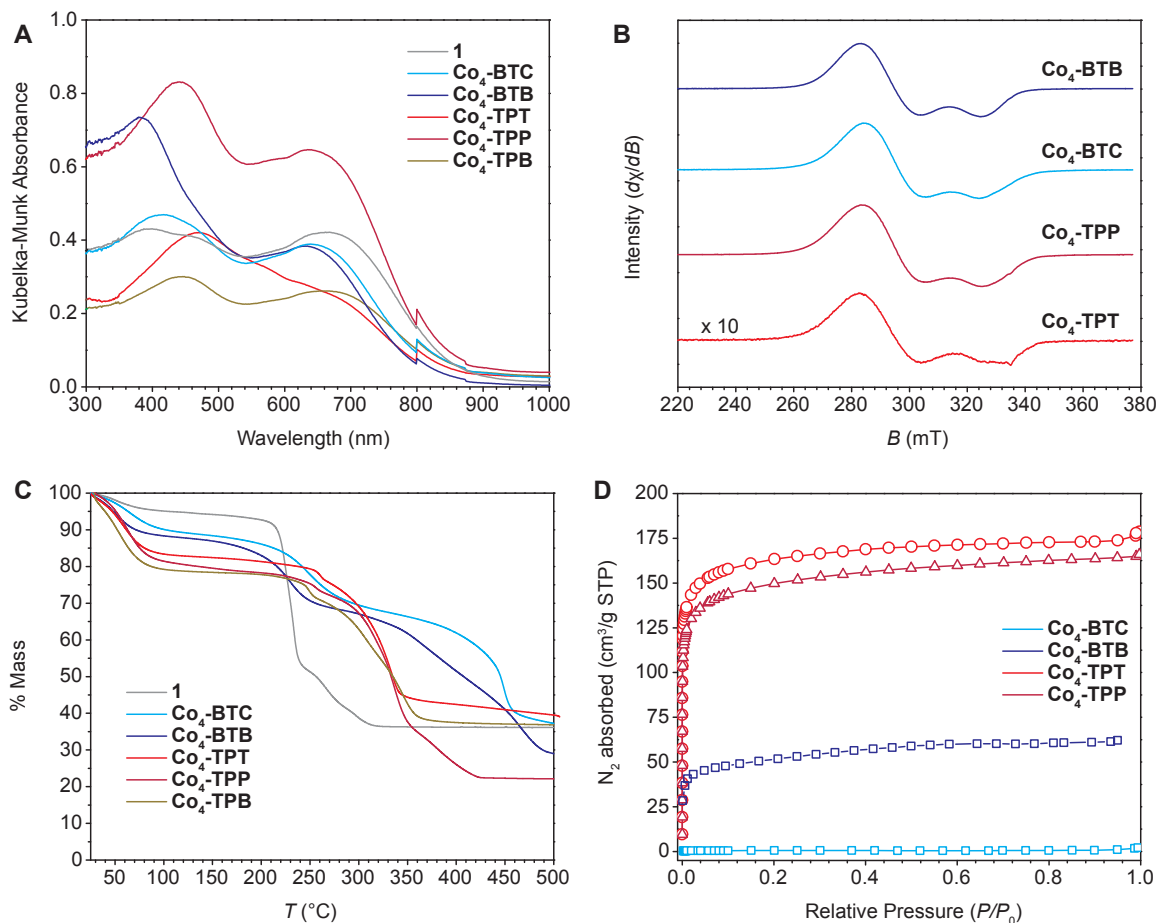 A
Kubelka-Munk Absorbance
1.0
0.8
0.6
0.4
0.2
0.0
300 400 500 600 700 800 900 1000
Wavelength (nm)
1
Co₄-BTC
Co₄-BTB
Co₄-TPT
Co₄-TPP
Co₄-TPB
B
Intensity (dχ/dB)
Co₄-BTB
Co₄-BTC
Co₄-TPP
Co₄-TPT
x 10
220 240 260 280 300 320 340 360 380
B (mT)
C
% Mass
100
90
80
70
60
50
40
30
20
10
0
50 100 150 200 250 300 350 400 450 500
T (°C)
1
Co₄-BTC
Co₄-BTB
Co₄-TPT
Co₄-TPP
Co₄-TPB
D
N₂ absorbed (cm³/g STP)
200
175
150
125
100
75
50
25
0
0.0 0.2 0.4 0.6 0.8 1.0
Relative Pressure (P/P₀)
Co₄-BTC
Co₄-BTB
Co₄-TPT
Co₄-TPP